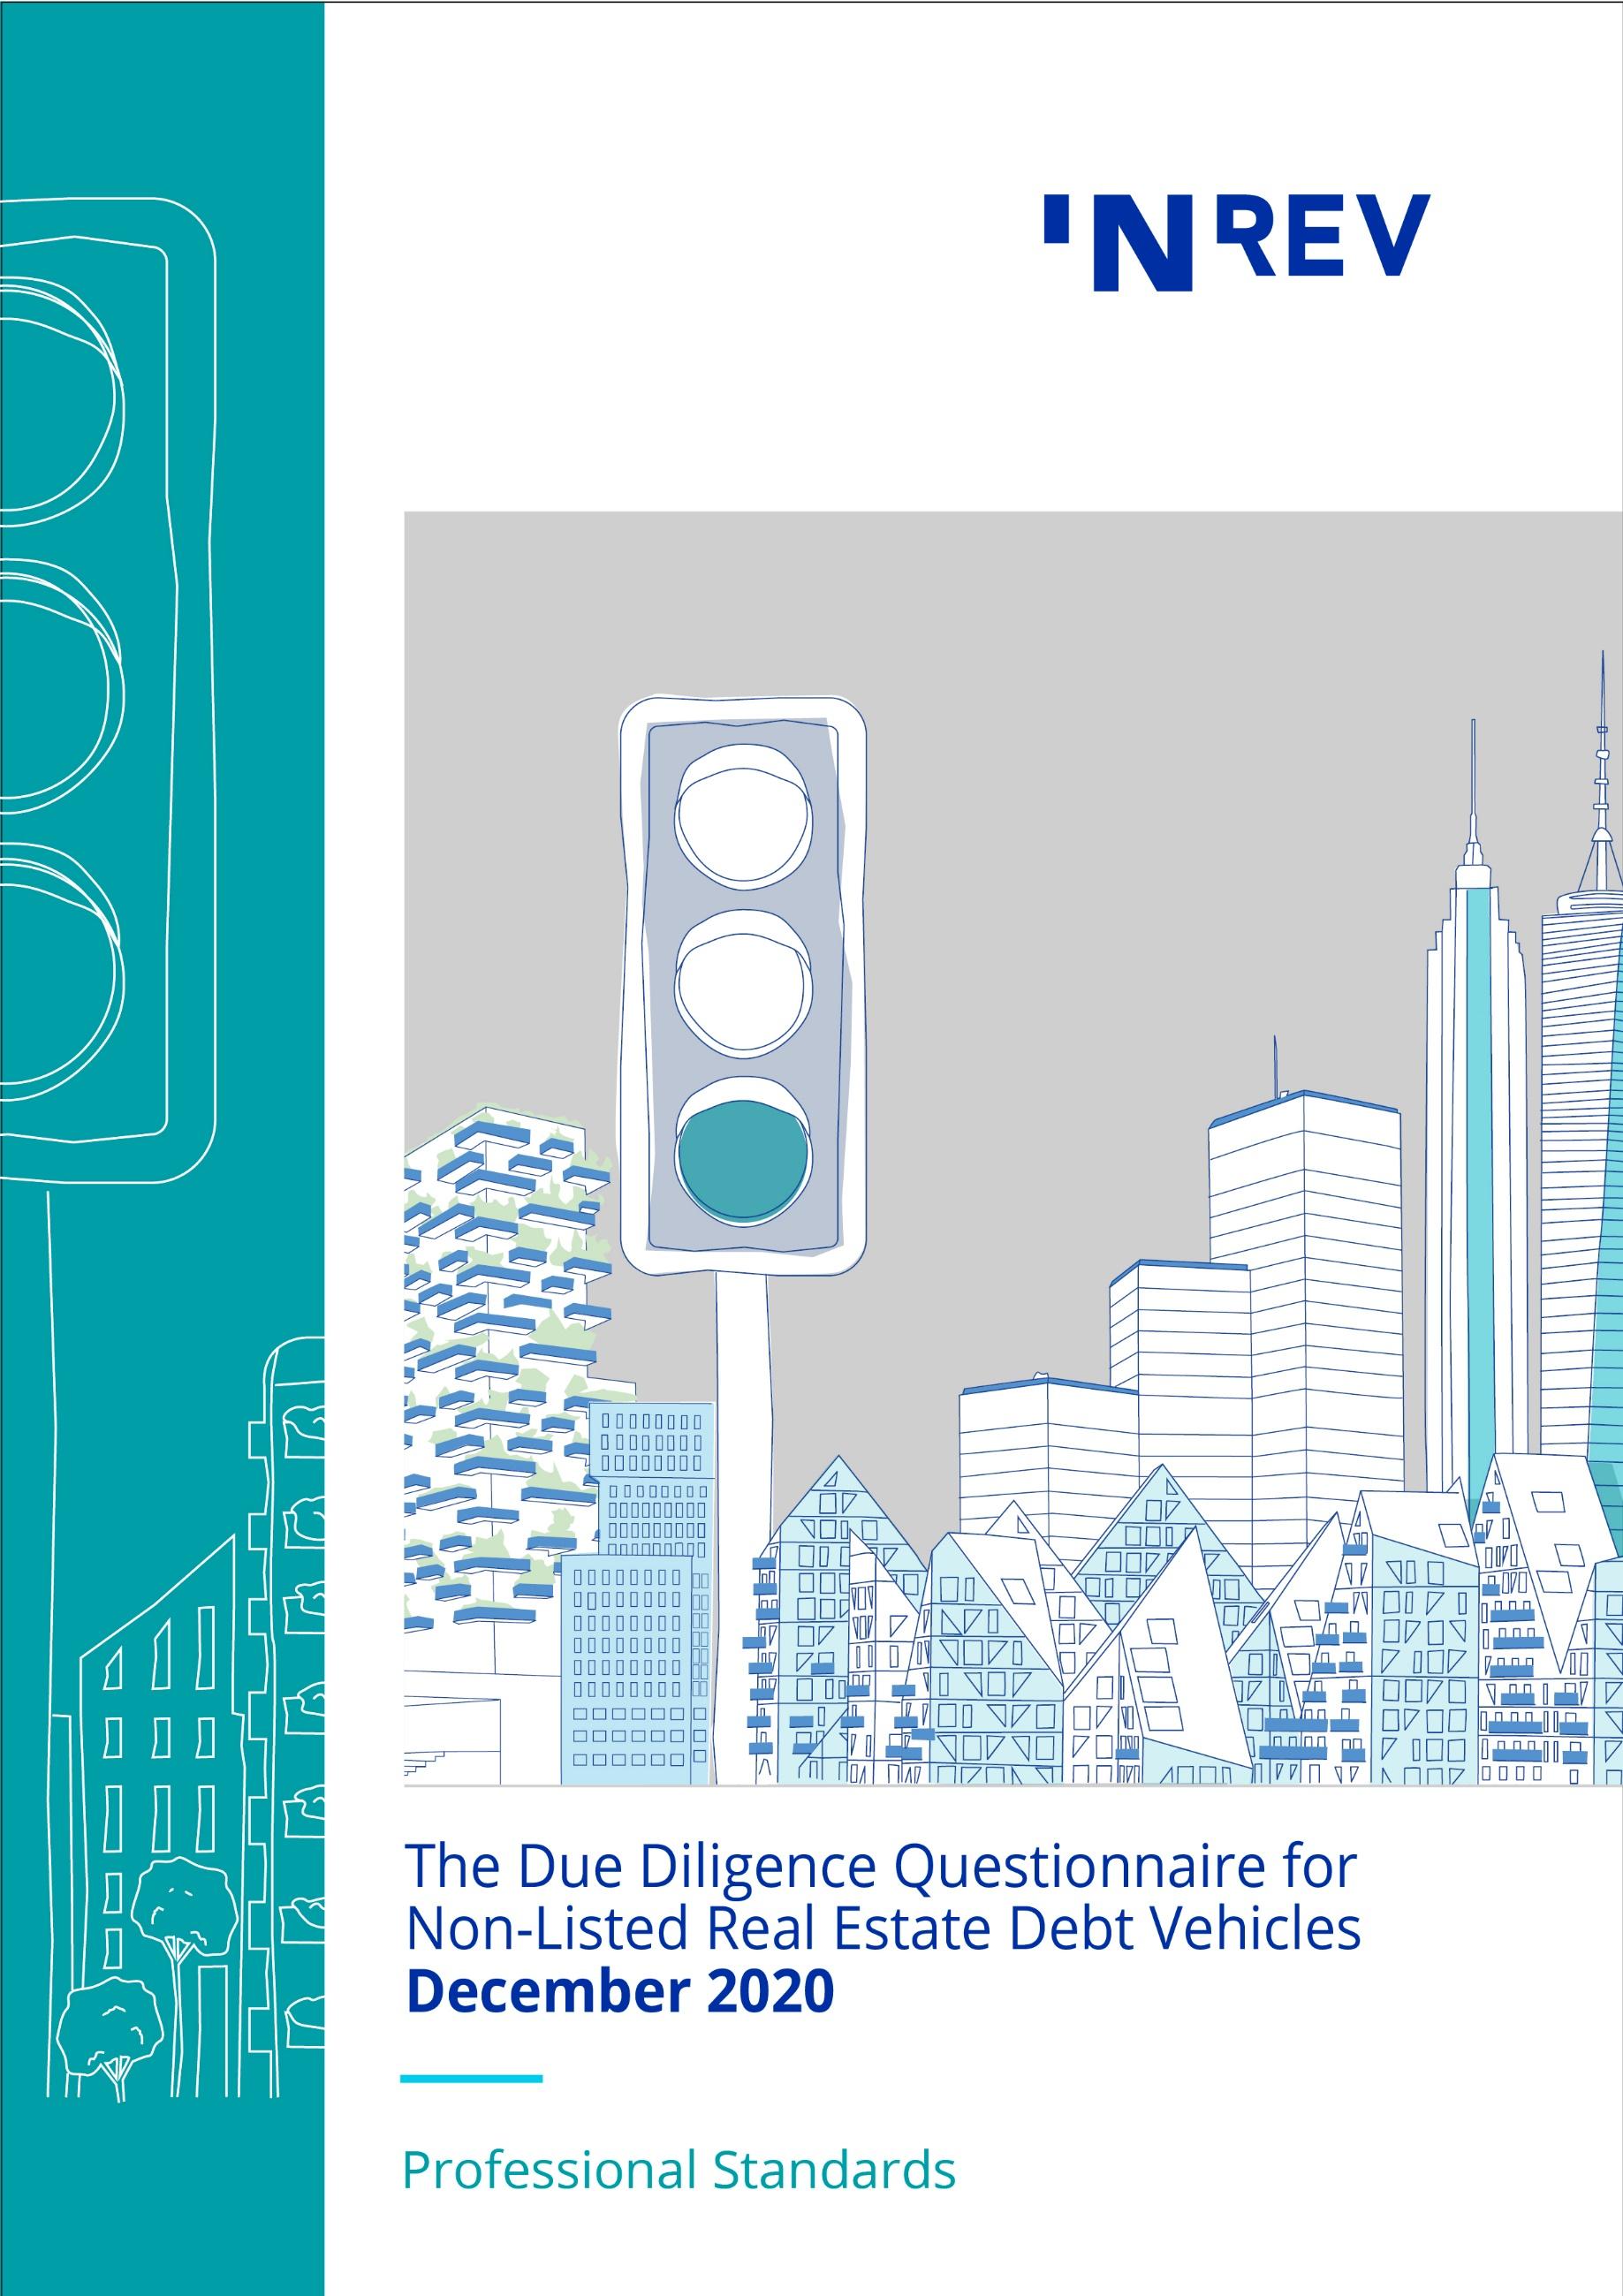 INREV
The Due Diligence Questionnaire for
Non-Listed Real Estate Debt Vehicles
December 2020
Professional Standards